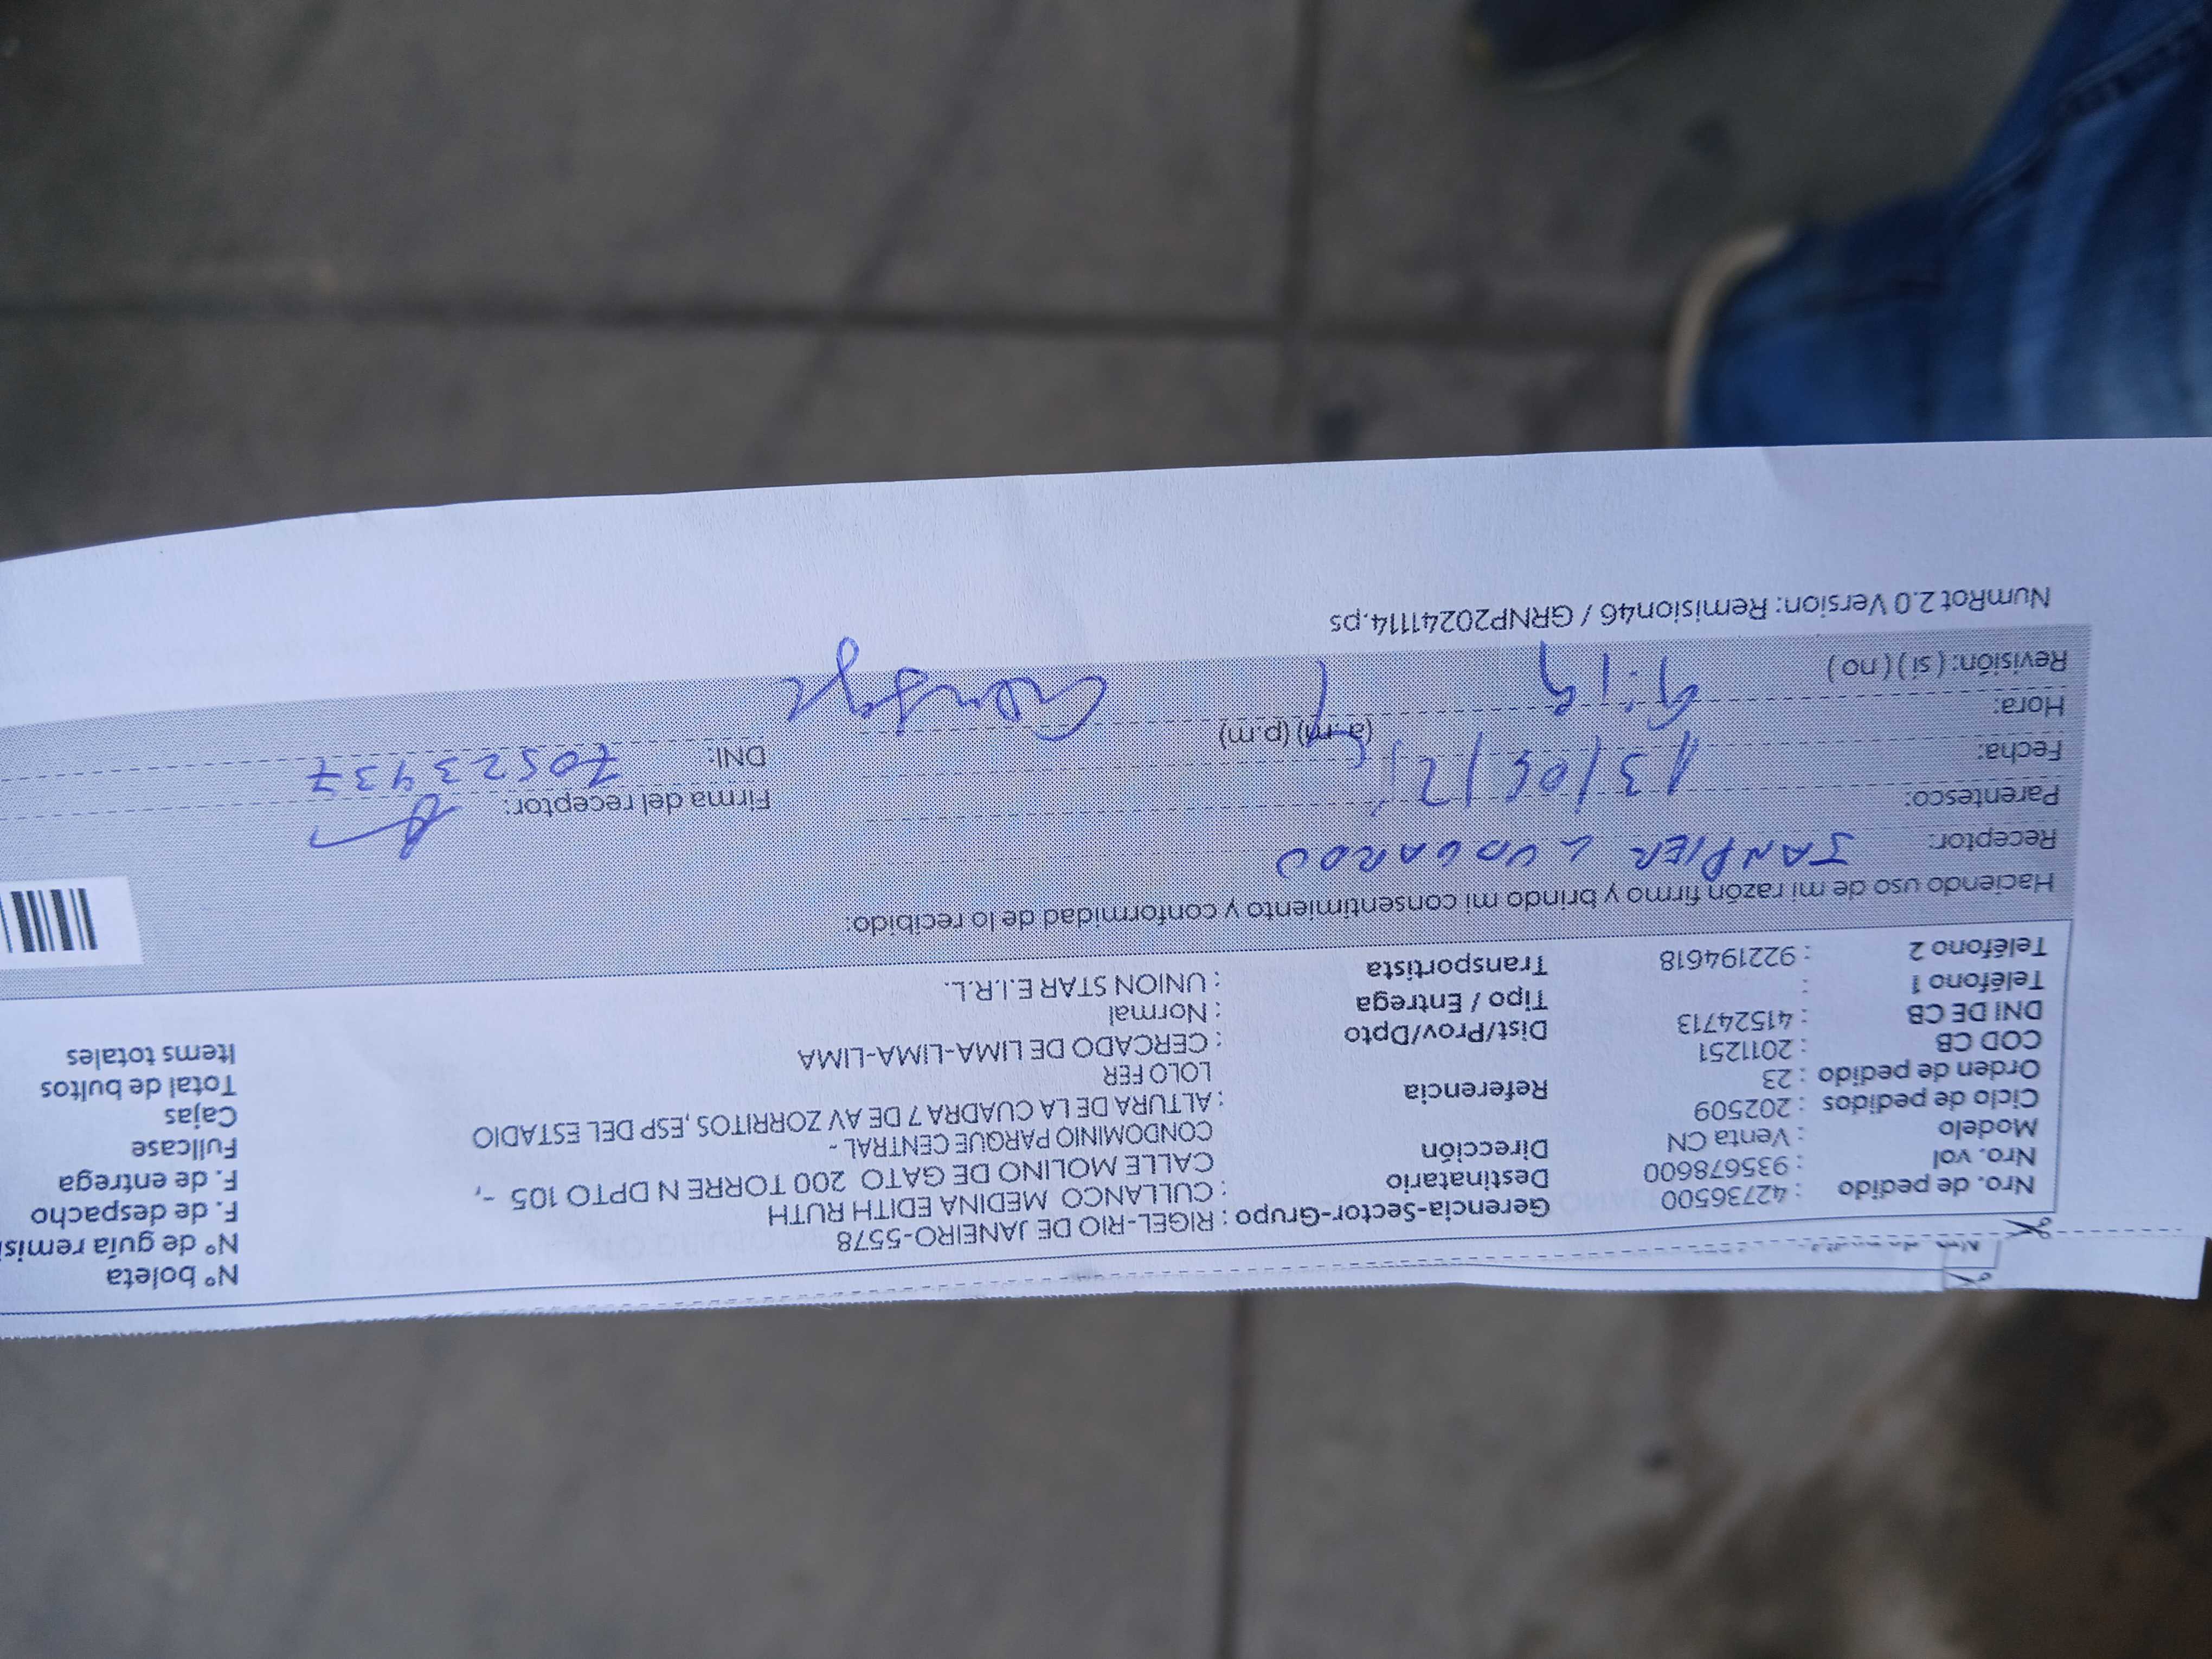 Gerencia-Sector-Grupo : RIGEL-RIO DE JANEIRO-5578
Nro. de pedido : 42736500
Nro. vol : 935678600
Modelo : Venta CN
Ciclo de pedidos : 202509
Orden de pedido : 23
COD CB : 2011251
DNI DE CB : 41524713
Teléfono 1 :
Teléfono 2 : 922194618
Destinatario : CULLANCO MEDINA EDITH RUTH
Dirección CALLE MOLINO DE GATO 200 TORRE N DPTO 105 -,
CONDOMINIO PARQUE CENTRAL -
Referencia : ALTURA DE LA CUADRA 7 DE AV ZORRITOS, ESP DEL ESTADIO
LOLO FER
Dist/Prov/Dpto : CERCADO DE LIMA-LIMA-LIMA
Tipo / Entrega : Normal
Transportista : UNION STAR E.I.R.L.
N° boleta
N° de guía remisi
F. de despacho
F. de entrega
Fullcase
Cajas
Total de bultos
Items totales
Haciendo uso de mi razón firmo y brindo mi consentimiento y conformidad de lo recibido:
Receptor: JANPIER
Parentesco:
Firma del receptor:
Fecha: 13/05/2
DNI: 70523437
Hora: 9:19 (a.m) (p.m)
Revisión: ( si ) ( no )
NumRot 2.0 Version: Remision46 / GRNP20241114.ps